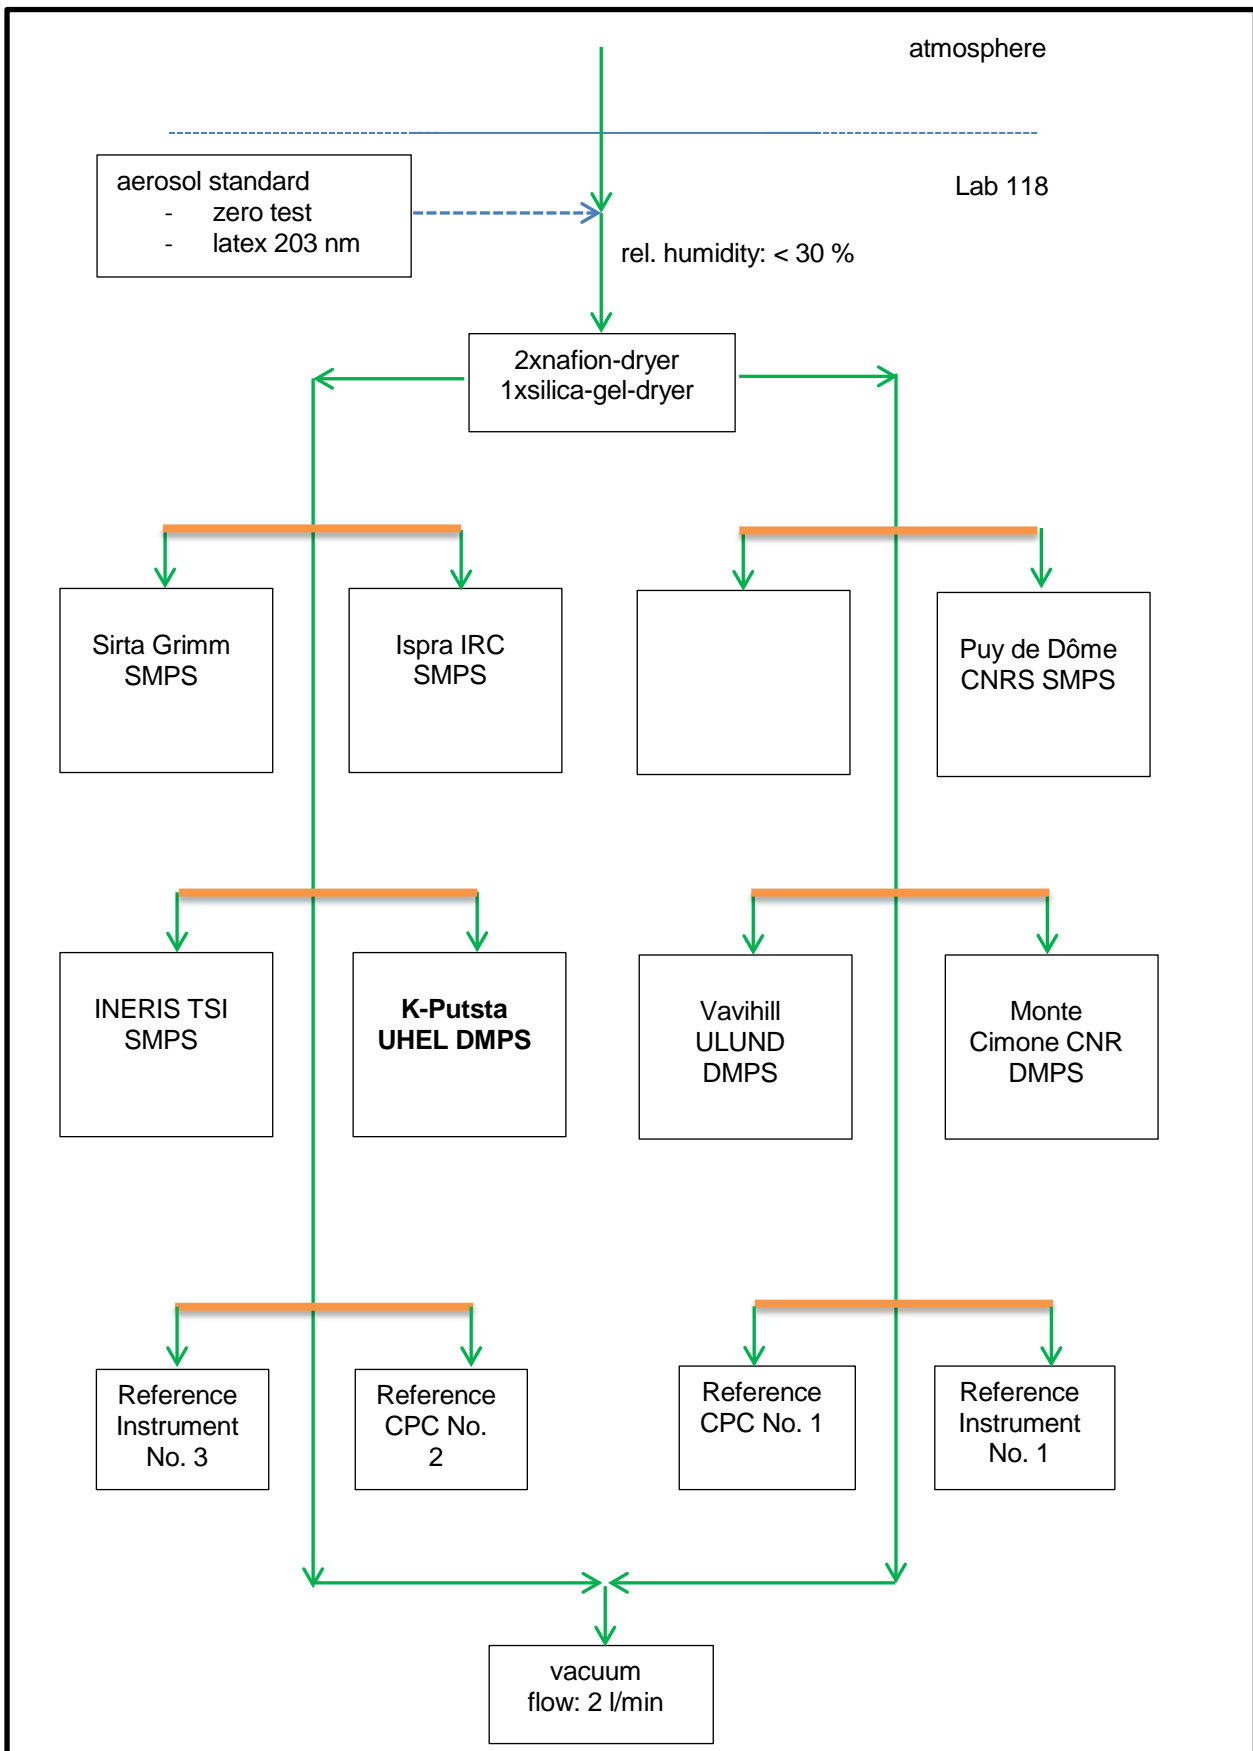 atmosphere
aerosol standard
- zero test
- latex 203 nm
Lab 118
rel. humidity: < 30 %
2xnafion-dryer
1xsilica-gel-dryer
Sirta Grimm
SMPS
Ispra IRC
SMPS
Puy de Dôme
CNRS SMPS
INERIS TSI
SMPS
K-Putsta
UHEL DMPS
Vavihill
ULUND
DMPS
Monte
Cimone CNR
DMPS
Reference
Instrument
No. 3
Reference
CPC No.
2
Reference
CPC No. 1
Reference
Instrument
No. 1
vacuum
flow: 2 l/min